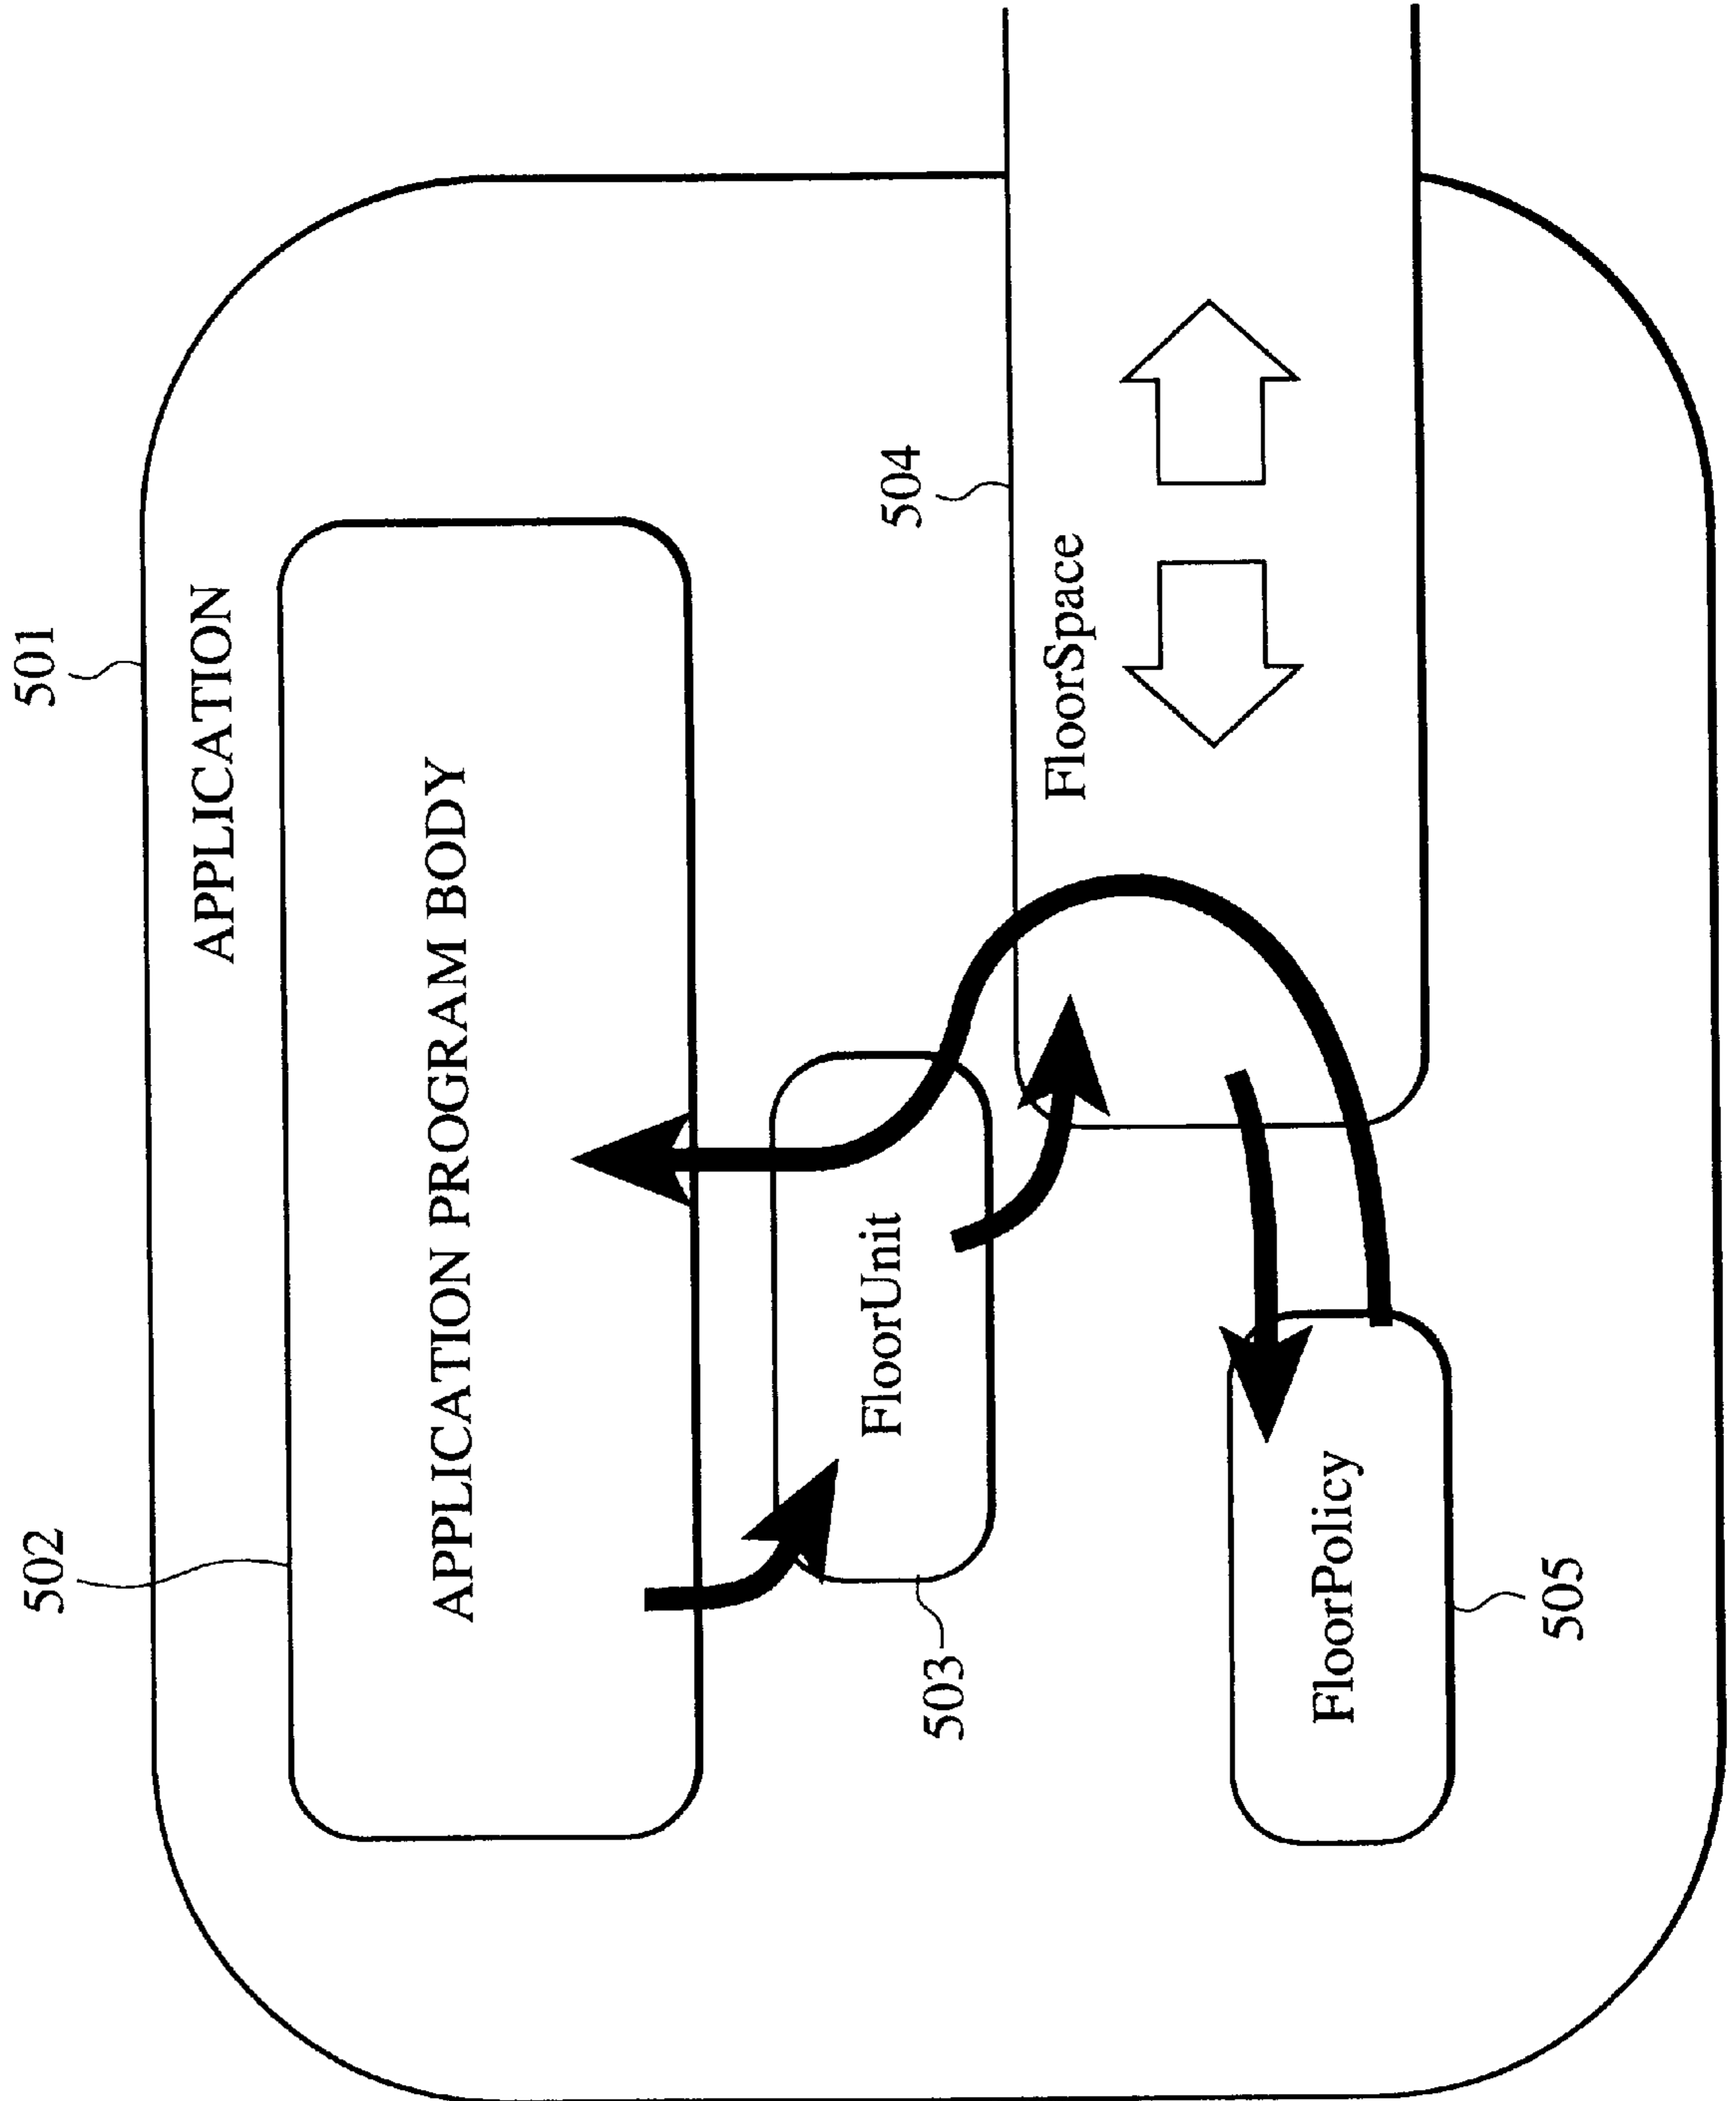 501
APPLICATION
502
APPLICATION PROGRAM BODY
503
FloorUnit
504
FloorSpace
FloorPolicy
505